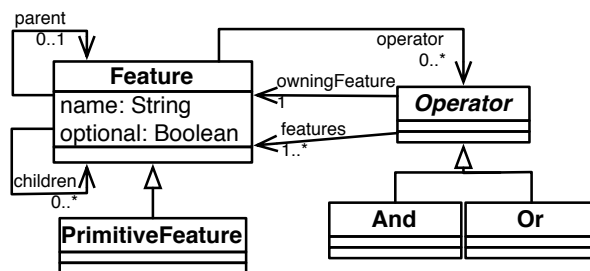 parent
0..1
operator
0..*
Feature
name: String
optional: Boolean
owningFeature
1
Operator
features
1..*
children
0..*
PrimitiveFeature
And
Or